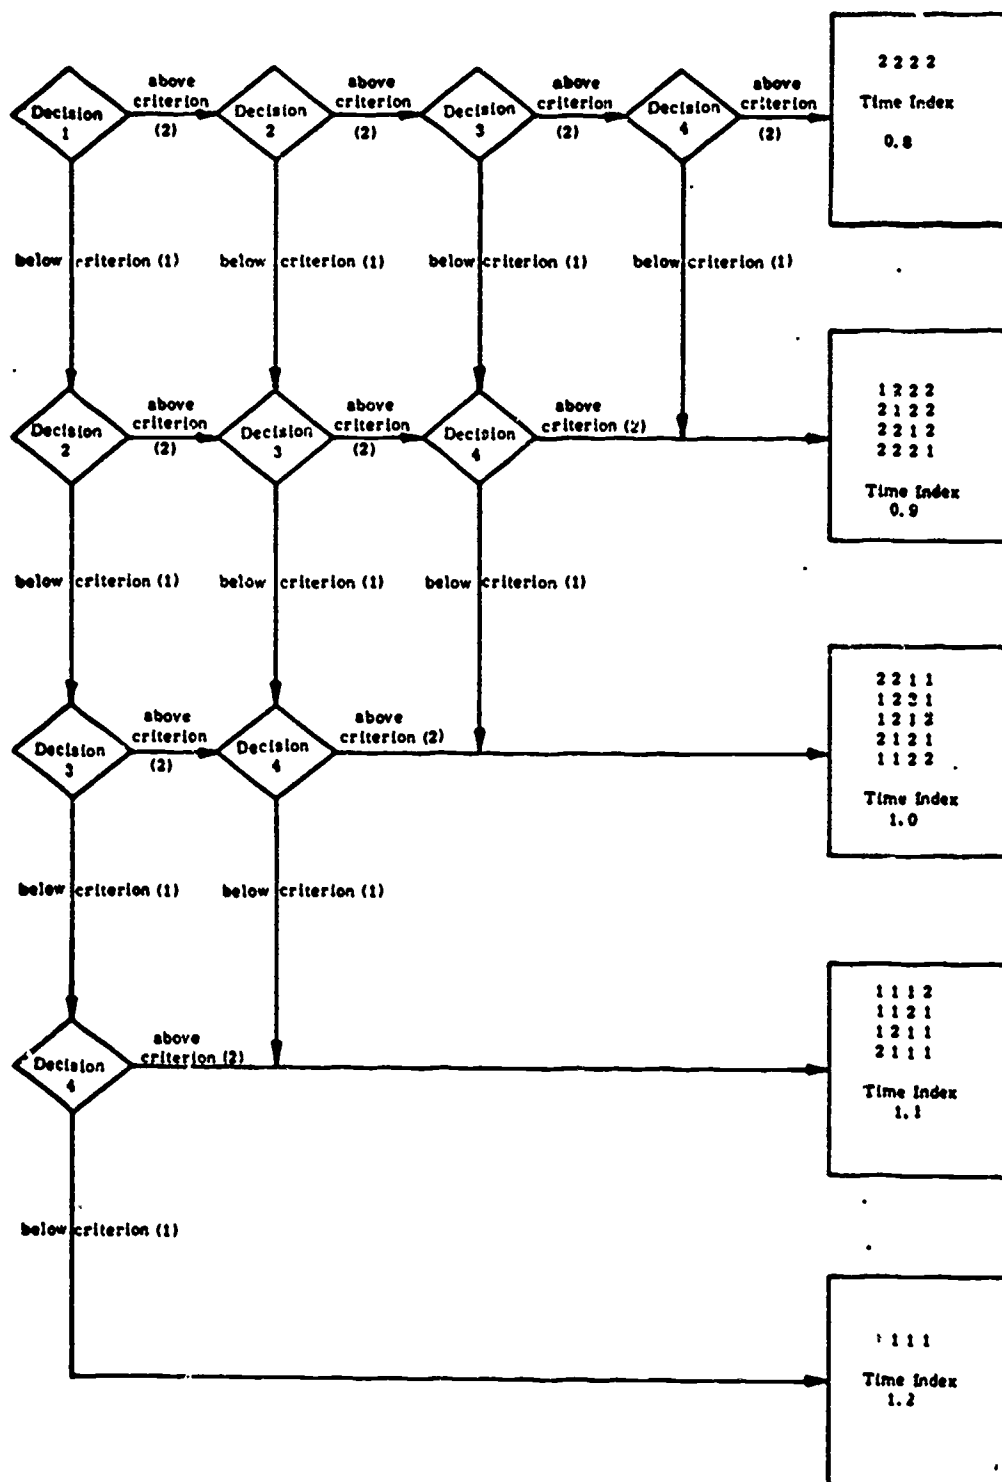 above criterion (2)
above criterion (2)
above criterion (2)
above criterion (2)
Decision 1
Decision 2
Decision 3
Decision 4
2 2 2 2
Time Index
0.8
below criterion (1)
below criterion (1)
below criterion (1)
below criterion (1)
above criterion (2)
above criterion (2)
above criterion (2)
Decision 2
Decision 3
Decision 4
1 2 2 2
2 1 2 2
2 2 1 2
2 2 2 1
Time Index
0.9
below criterion (1)
below criterion (1)
below criterion (1)
above criterion (2)
above criterion (2)
Decision 3
Decision 4
2 2 1 1
1 2 2 1
1 2 1 2
2 1 2 1
1 1 2 2
Time Index
1.0
below criterion (1)
below criterion (1)
above criterion (2)
Decision 4
1 1 1 2
1 1 2 1
1 2 1 1
2 1 1 1
Time Index
1.1
below criterion (1)
1 1 1
Time Index
1.2